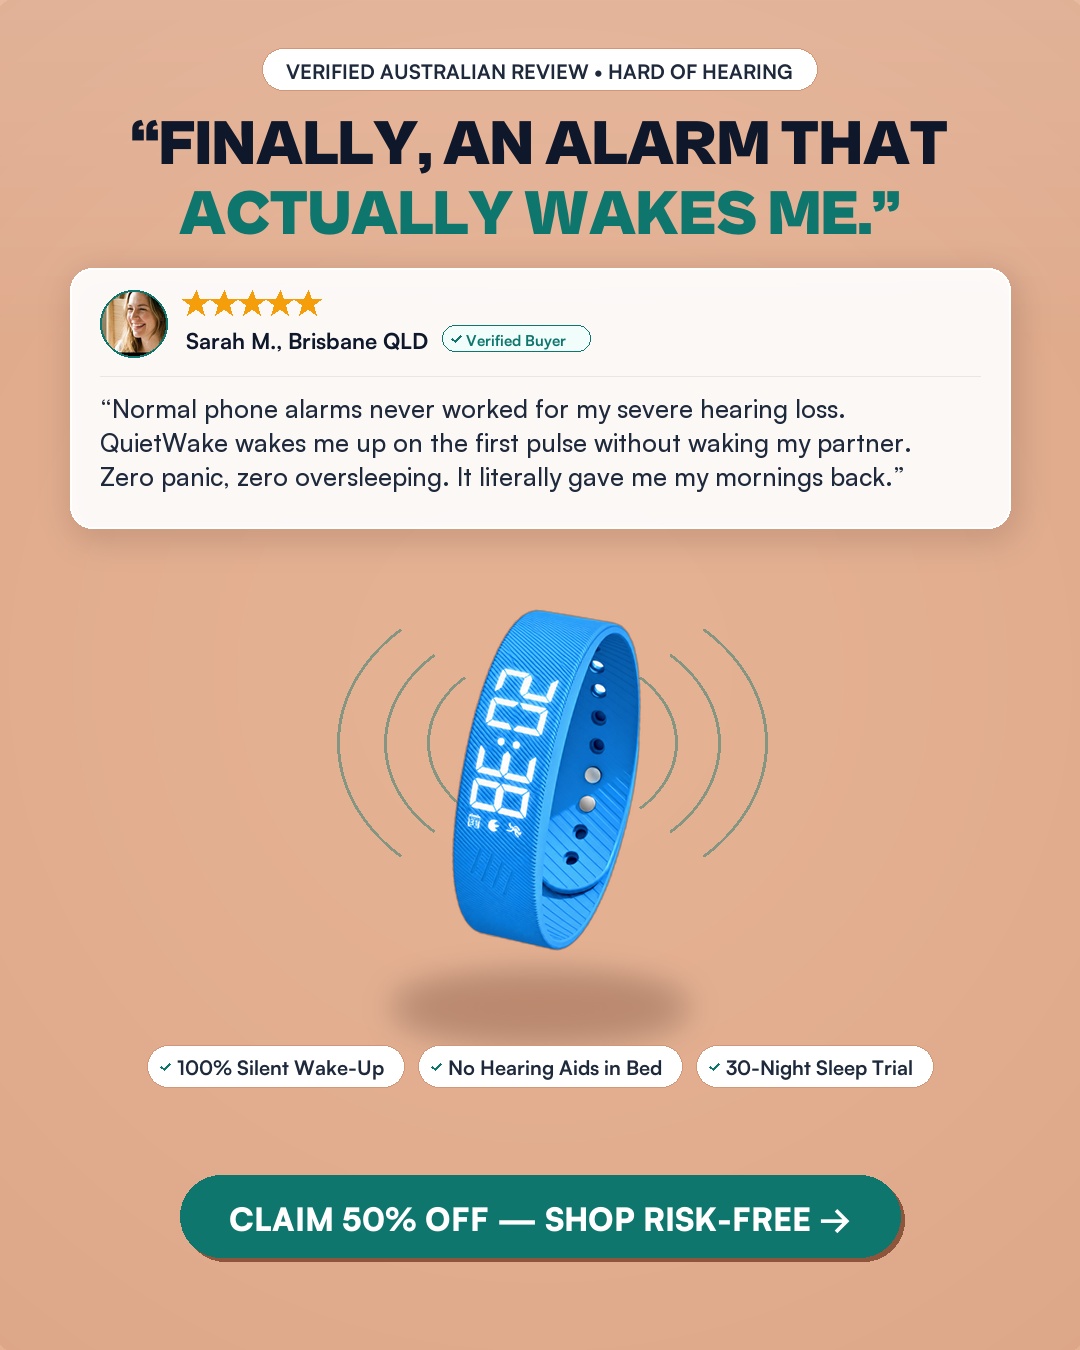 VERIFIED AUSTRALIAN REVIEW • HARD OF HEARING
“FINALLY, AN ALARM THAT
ACTUALLY WAKES ME.”
Sarah M., Brisbane QLD ✓ Verified Buyer
“Normal phone alarms never worked for my severe hearing loss.
QuietWake wakes me up on the first pulse without waking my partner.
Zero panic, zero oversleeping. It literally gave me my mornings back.”
02:38
✓ 100% Silent Wake-Up ✓ No Hearing Aids in Bed ✓ 30-Night Sleep Trial
CLAIM 50% OFF — SHOP RISK-FREE →